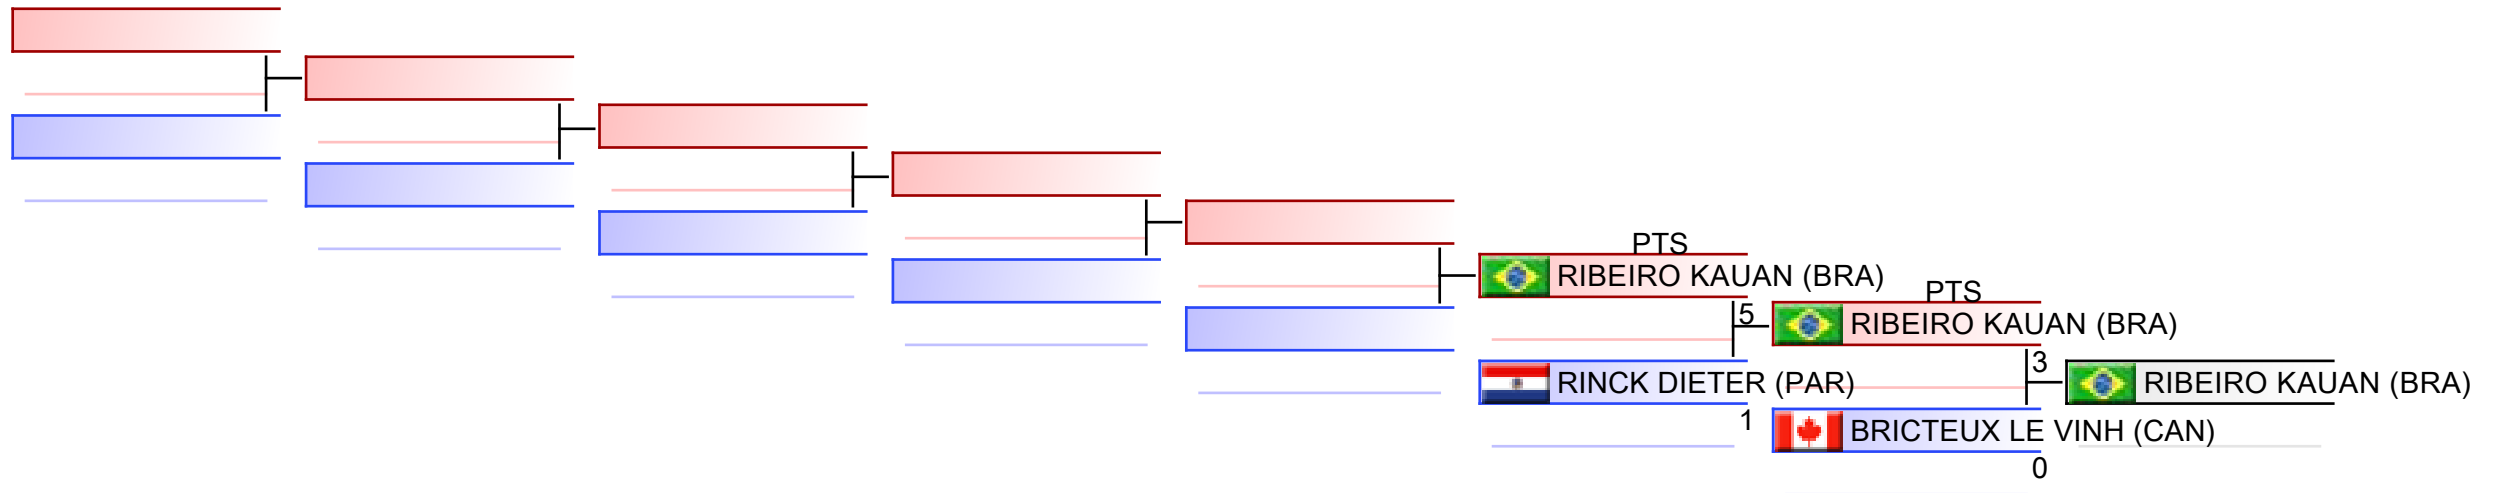 PTS
RIBEIRO KAUAN (BRA)
5
RINCK DIETER (PAR)
1
PTS
RIBEIRO KAUAN (BRA)
3
BRICTEUX LE VINH (CAN)
0
RIBEIRO KAUAN (BRA)